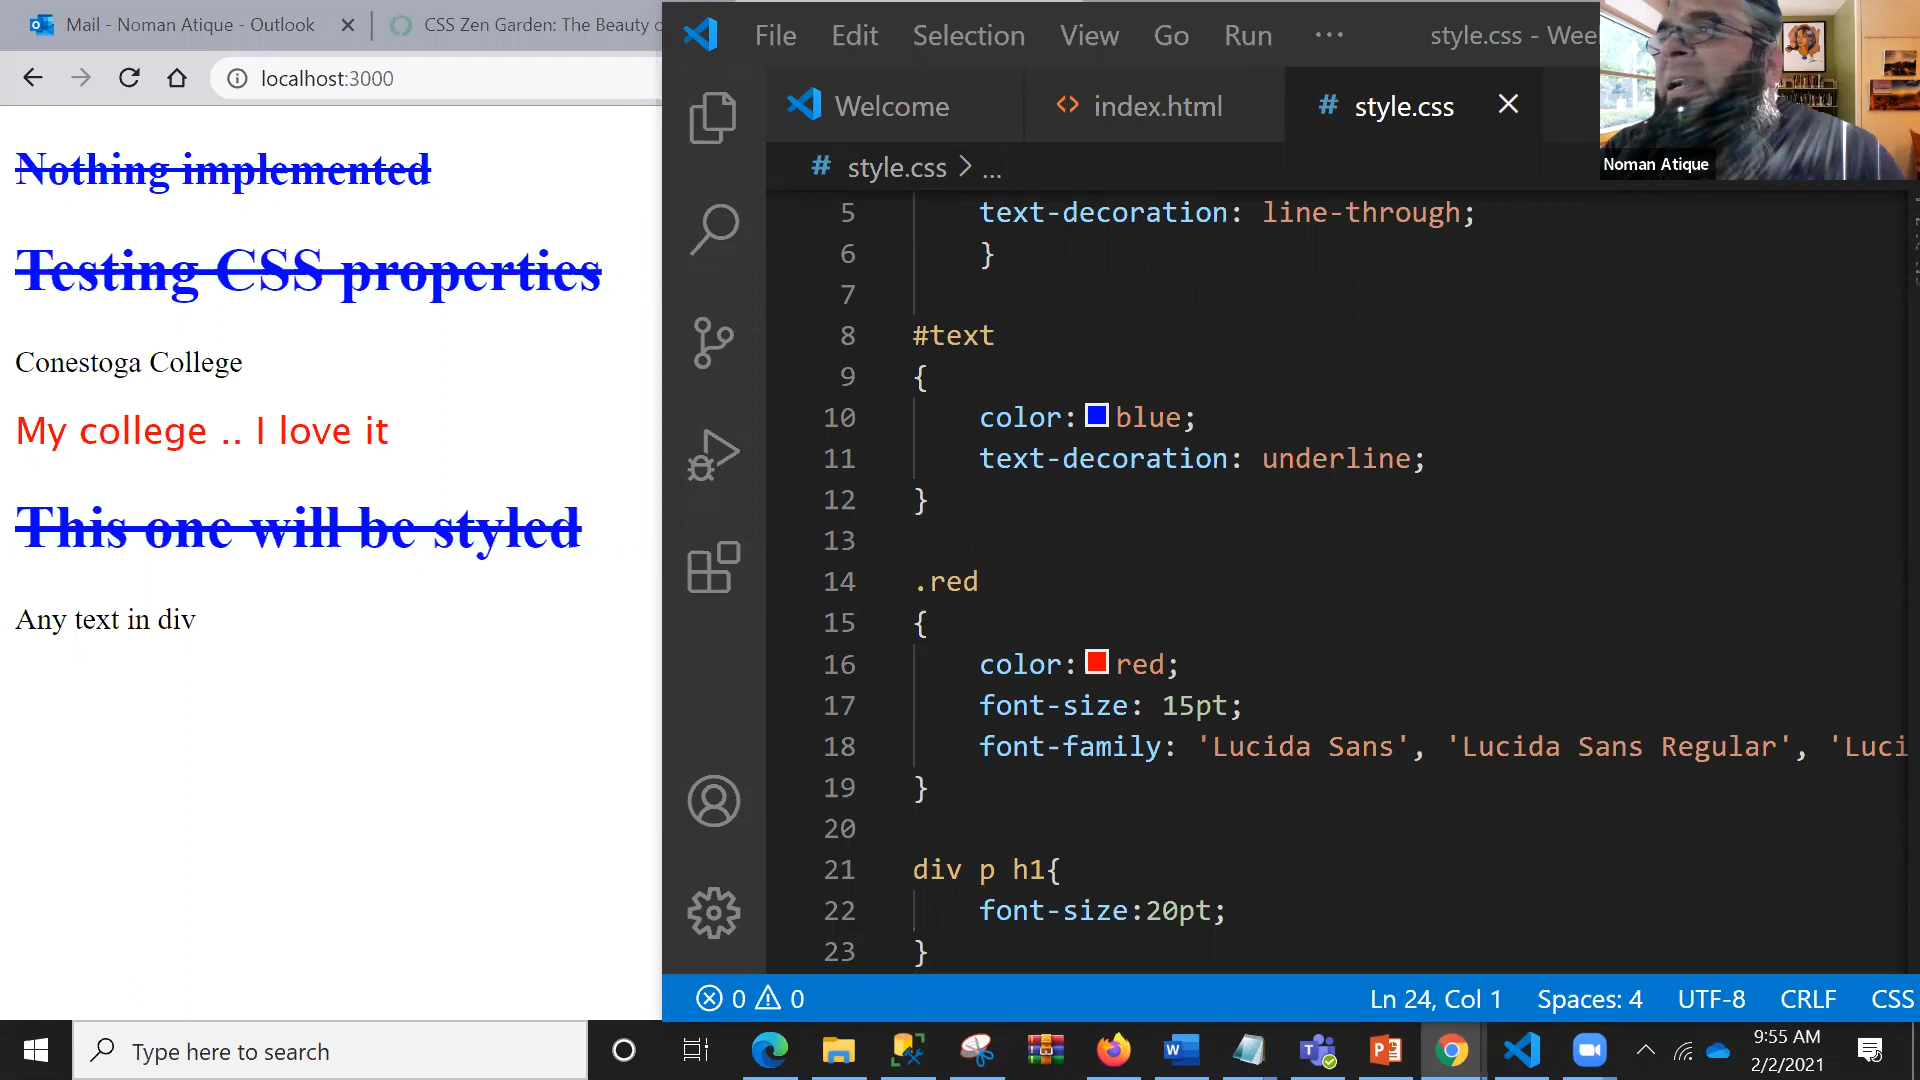 Mail - Noman Atique - Outlook
CSS Zen Garden: The Beauty o
localhost:3000
Nothing implemented
Testing CSS properties
Conestoga College
My college .. I love it
This one will be styled
Any text in div
File Edit Selection View Go Run ··· style.css - Wee
Noman Atique
Welcome
<> index.html
# style.css
# style.css > ...
5 text-decoration: line-through;
6 }
7
8 #text
9 {
10 color: blue;
11 text-decoration: underline;
12 }
13
14 .red
15 {
16 color: red;
17 font-size: 15pt;
18 font-family: 'Lucida Sans', 'Lucida Sans Regular', 'Luci
19 }
20
21 div p h1{
22 font-size:20pt;
23 }
0 0 Ln 24, Col 1 Spaces: 4 UTF-8 CRLF CSS
Type here to search
9:55 AM
2/2/2021